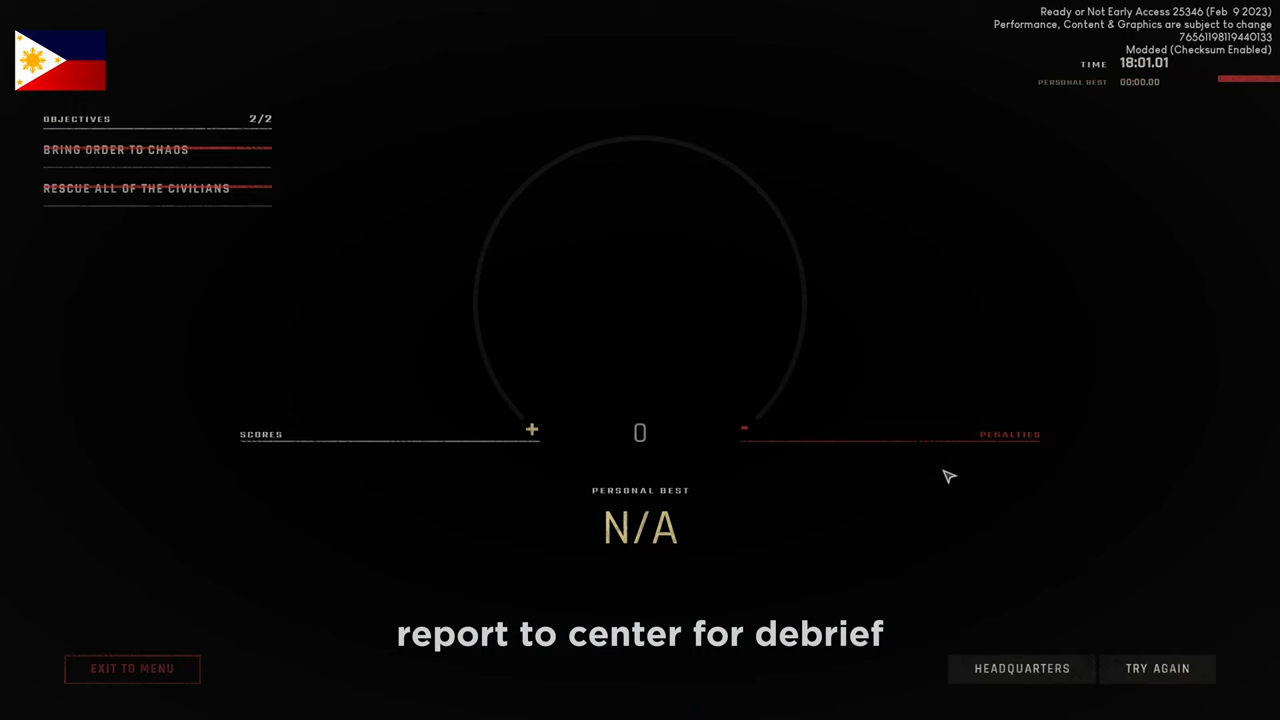 Ready or Not Early Access 25346 (Feb 9 2023)
Performance, Content & Graphics are subject to change
76561198119440133
Modded (Checksum Enabled)
TIME 18:01.01
PERSONAL BEST 00:00.00
OBJECTIVES 2/2
BRING ORDER TO CHAOS
RESCUE ALL OF THE CIVILIANS
+ 0 -
SCORES PENALTIES
PERSONAL BEST
N/A
report to center for debrief
EXIT TO MENU HEADQUARTERS TRY AGAIN